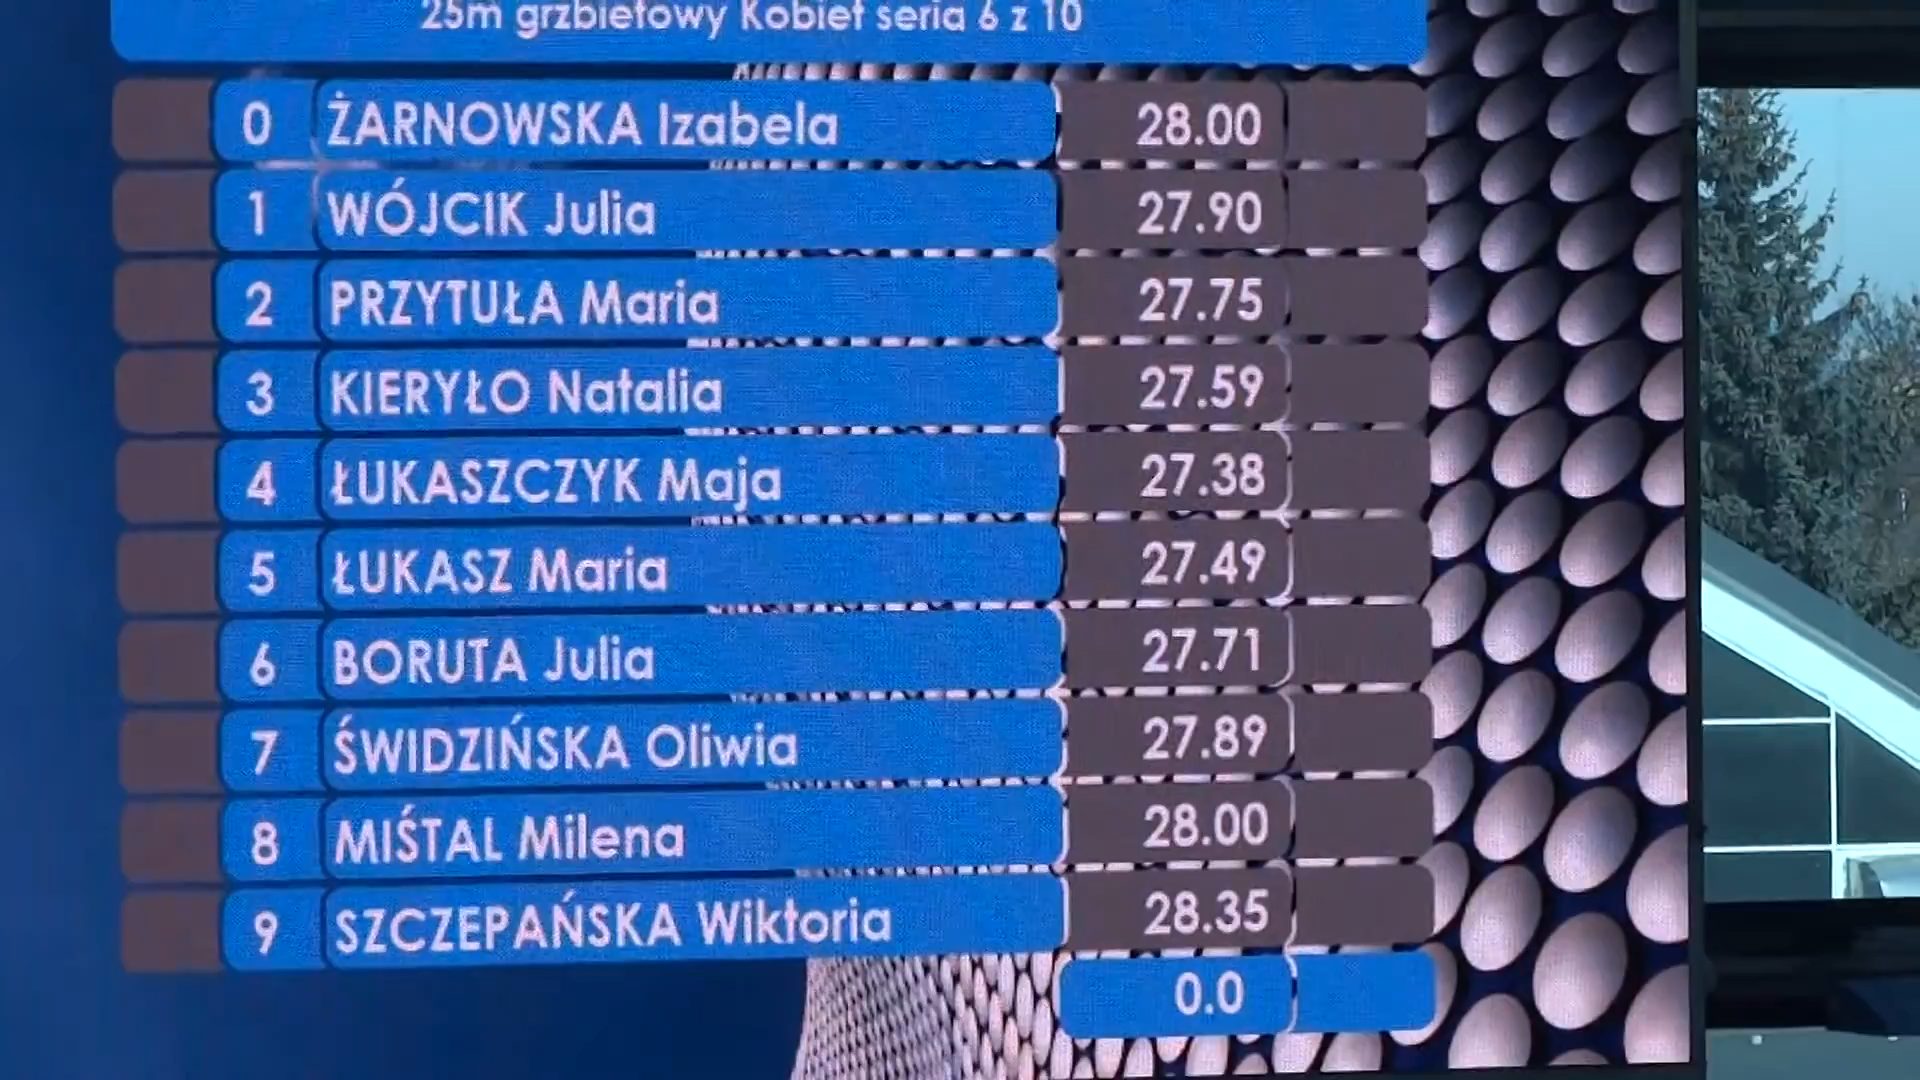 25m grzbietowy Kobiet seria 6 z 10
0 ŻARNOWSKA Izabela 28.00
1 WÓJCIK Julia 27.90
2 PRZYTUŁA Maria 27.75
3 KIERYŁO Natalia 27.59
4 ŁUKASZCZYK Maja 27.38
5 ŁUKASZ Maria 27.49
6 BORUTA Julia 27.71
7 ŚWIDZIŃSKA Oliwia 27.89
8 MIŚTAL Milena 28.00
9 SZCZEPAŃSKA Wiktoria 28.35
0.0